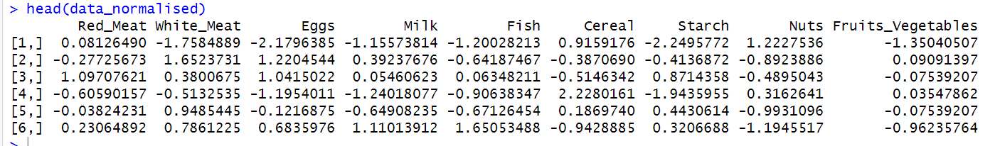 > head(data_normalised)
Red_Meat White_Meat Eggs Milk Fish Cereal Starch Nuts Fruits_Vegetables
[1,] 0.08126490 -1.7584889 -2.1796385 -1.15573814 -1.20028213 0.9159176 -2.2495772 1.2227536 -1.35040507
[2,] -0.27725673 1.6523731 1.2204544 0.39237676 -0.64187467 -0.3870690 -0.4136872 -0.8923886 0.09091397
[3,] 1.09707621 0.3800675 1.0415022 0.05460623 0.06348211 -0.5146342 0.8714358 -0.4895043 -0.07539207
[4,] -0.60590157 -0.5132535 -1.1954011 -1.24018077 -0.90638347 2.2280161 -1.9435955 0.3162641 0.03547862
[5,] -0.03824231 0.9485445 -0.1216875 -0.64908235 -0.67126454 0.1869740 0.4430614 -0.9931096 -0.07539207
[6,] 0.23064892 0.7861225 0.6835976 1.11013912 1.65053488 -0.9428885 0.3206688 -1.1945517 -0.96235764
>